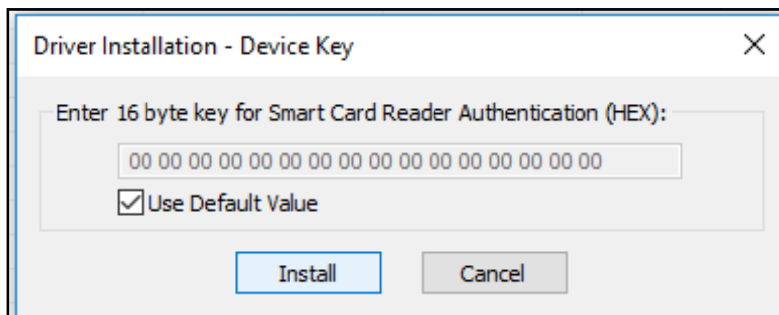 Driver Installation - Device Key
Enter 16 byte key for Smart Card Reader Authentication (HEX):
00 00 00 00 00 00 00 00 00 00 00 00 00 00 00 00
Use Default Value
Install
Cancel